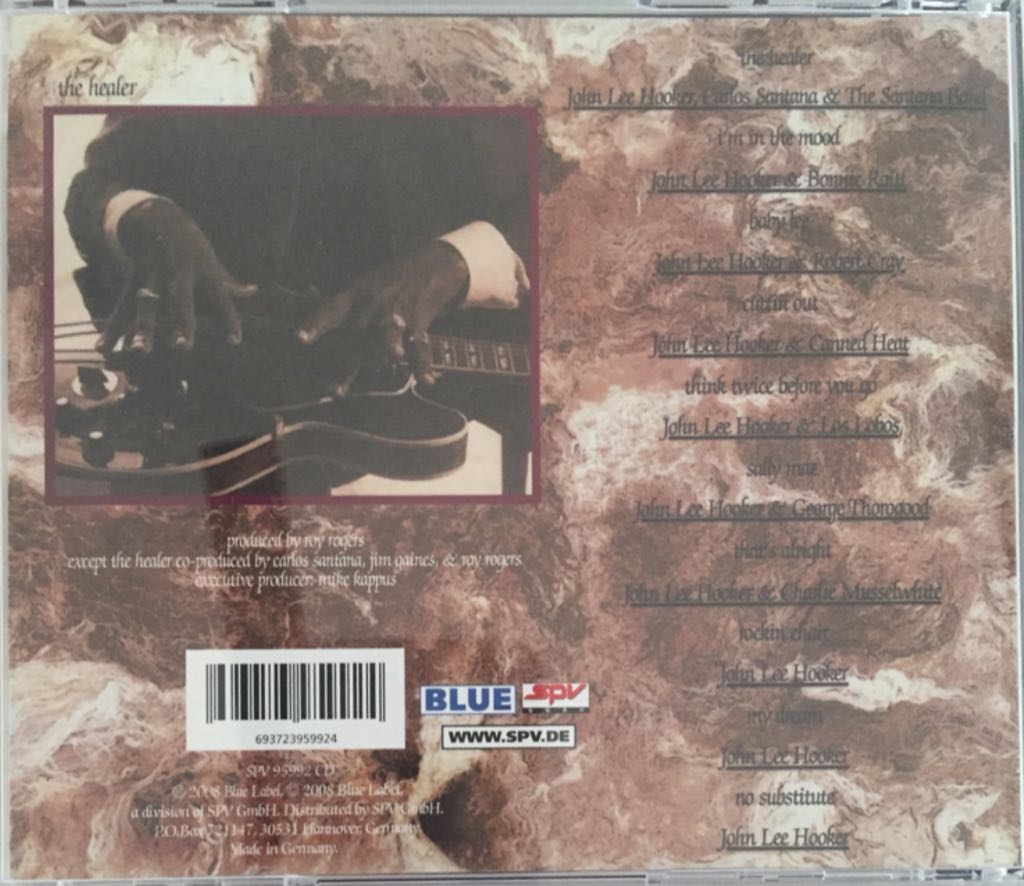 the healer
produced by roy rogers
except the healer co-produced by carlos santana, jim gaines, & roy rogers
executive producer: mike kappus
693723959924
BLUE SPV
WWW.SPV.DE
SPV 95992 CD
℗ 2008 Blue Label, © 2008 Blue Label,
a division of SPV GmbH. Distributed by SPV GmbH.
P.O.Box 721147, 30531 Hannover, Germany.
Made in Germany.
the healer
John Lee Hooker, Carlos Santana & The Santana Band
i'm in the mood
John Lee Hooker & Bonnie Raitt
baby lee
John Lee Hooker & Robert Cray
cuttin out
John Lee Hooker & Canned Heat
think twice before you go
John Lee Hooker & Los Lobos
sally mae
John Lee Hooker & George Thorogood
that's alright
John Lee Hooker & Charlie Musselwhite
rockin chair
John Lee Hooker
my dream
John Lee Hooker
no substitute
John Lee Hooker